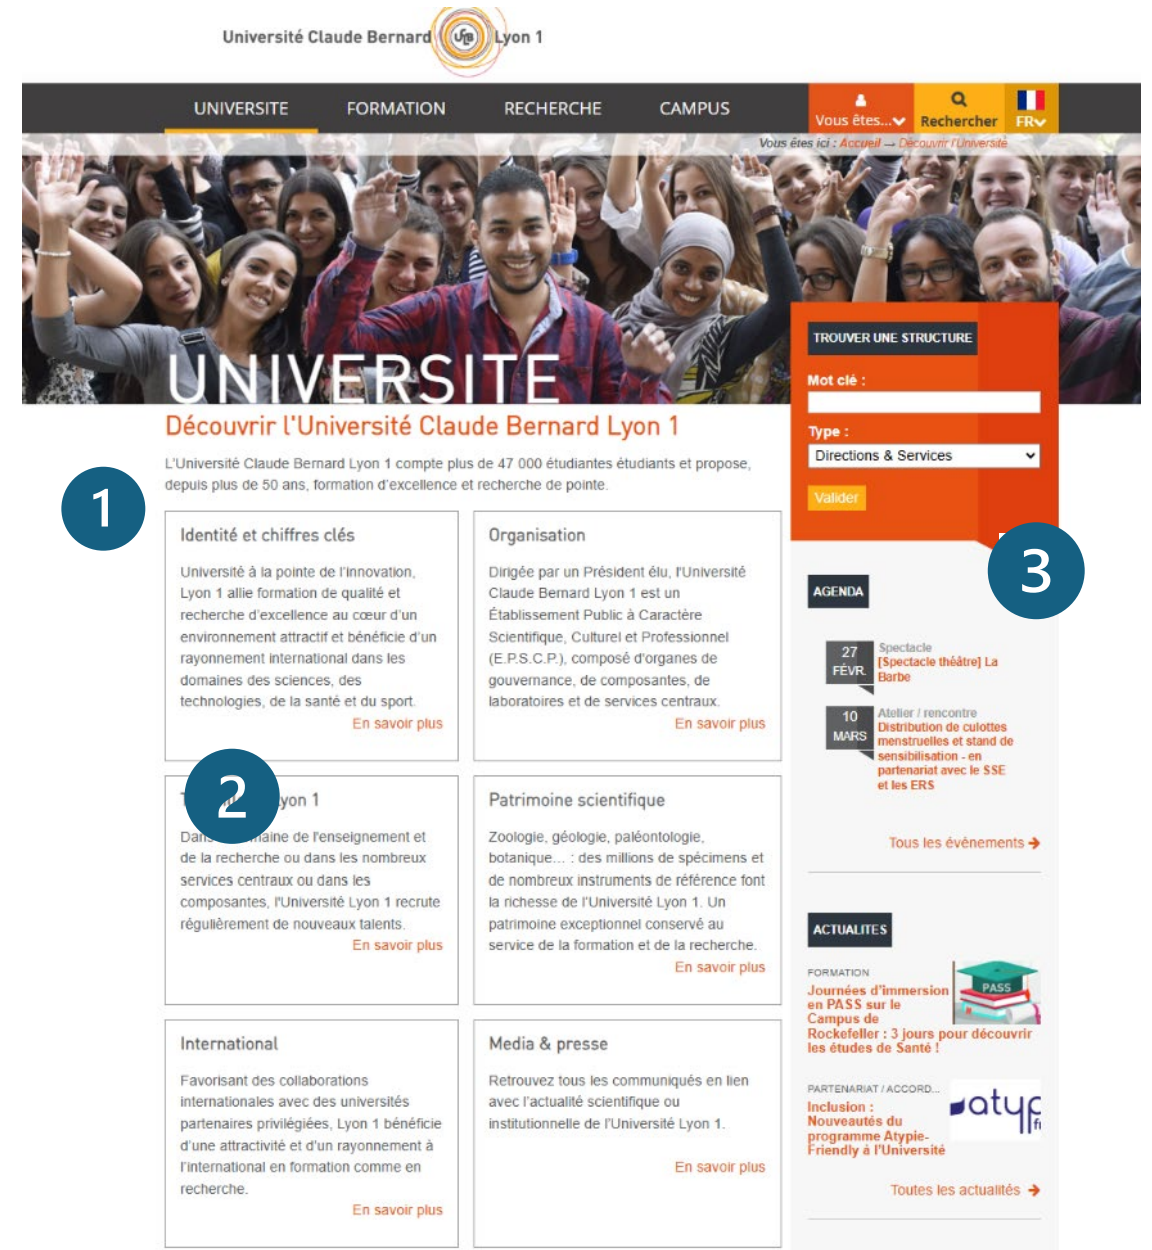 Université Claude Bernard UCB Lyon 1
UNIVERSITE FORMATION RECHERCHE CAMPUS
Vous êtes... Rechercher FR
Vous êtes ici : Accueil → Découvrir l'Université
UNIVERSITE
Découvrir l'Université Claude Bernard Lyon 1
L'Université Claude Bernard Lyon 1 compte plus de 47 000 étudiantes étudiants et propose,
depuis plus de 50 ans, formation d'excellence et recherche de pointe.
1
Identité et chiffres clés
Université à la pointe de l'innovation,
Lyon 1 allie formation de qualité et
recherche d'excellence au cœur d'un
environnement attractif et bénéficie d'un
rayonnement international dans les
domaines des sciences, des
technologies, de la santé et du sport.
En savoir plus
Organisation
Dirigée par un Président élu, l'Université
Claude Bernard Lyon 1 est un
Établissement Public à Caractère
Scientifique, Culturel et Professionnel
(E.P.S.C.P.), composé d'organes de
gouvernance, de composantes, de
laboratoires et de services centraux.
En savoir plus
2
Lyon 1
de l'enseignement et
de la recherche ou dans les nombreux
services centraux ou dans les
composantes, l'Université Lyon 1 recrute
régulièrement de nouveaux talents.
En savoir plus
Patrimoine scientifique
Zoologie, géologie, paléontologie,
botanique... : des millions de spécimens et
de nombreux instruments de référence font
la richesse de l'Université Lyon 1. Un
patrimoine exceptionnel conservé au
service de la formation et de la recherche.
En savoir plus
International
Favorisant des collaborations
internationales avec des universités
partenaires privilégiées, Lyon 1 bénéficie
d'une attractivité et d'un rayonnement à
l'international en formation comme en
recherche.
En savoir plus
Media & presse
Retrouvez tous les communiqués en lien
avec l'actualité scientifique ou
institutionnelle de l'Université Lyon 1.
En savoir plus
TROUVER UNE STRUCTURE
Mot clé :
Type :
Directions & Services
Valider
3
AGENDA
27
FÉVR.
Spectacle
[Spectacle théâtre] La
Barbe
10
MARS
Atelier / rencontre
Distribution de culottes
menstruelles et stand de
sensibilisation - en
partenariat avec le SSE
et les ERS
Tous les évènements
ACTUALITES
FORMATION
Journées d'immersion
en PASS sur le
Campus de
Rockefeller : 3 jours pour découvrir
les études de Santé !
PASS
PARTENARIAT / ACCORD...
Inclusion :
Nouveautés du
programme Atypie-
Friendly à l'Université
atyp
fr
Toutes les actualités